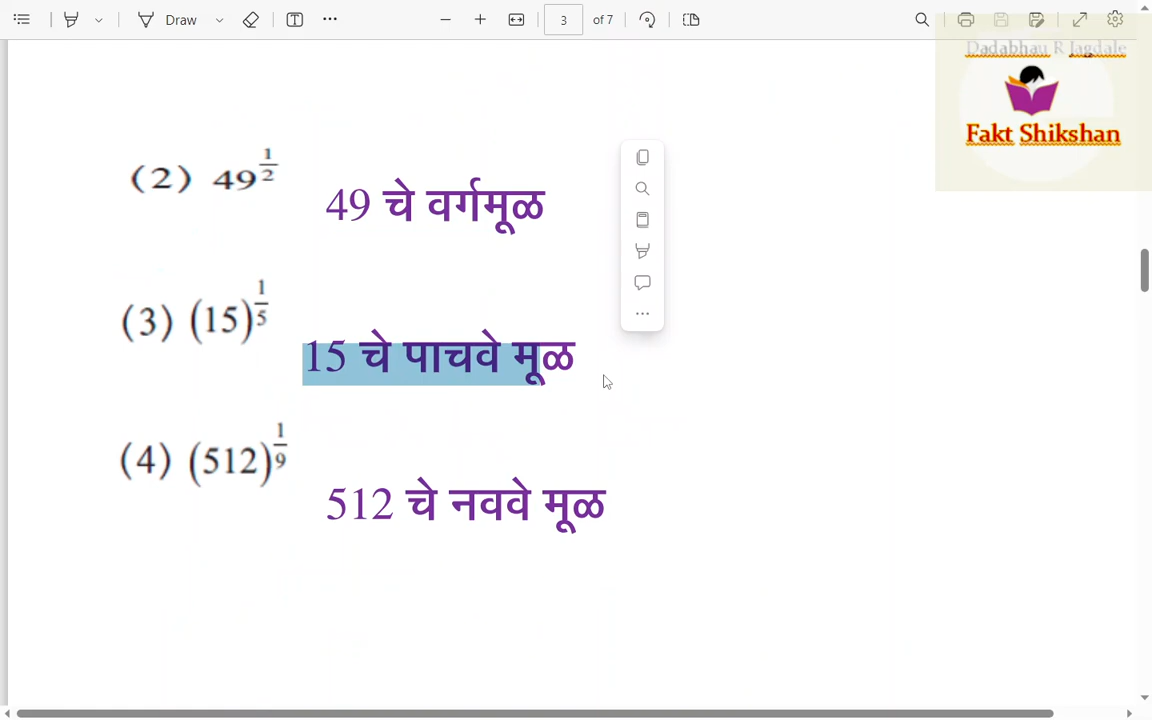 Draw
3 of 7
Dadabhau R Jagdale
Fakt Shikshan
(2) 49^{1/2}
49 चे वर्गमूळ
(3) (15)^{1/5}
15 चे पाचवे मूळ
(4) (512)^{1/9}
512 चे नववे मूळ